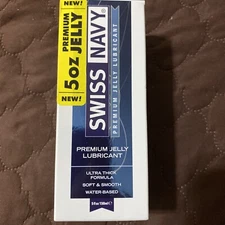 NEW!
PREMIUM
5oz JELLY
NEW!
SWISS NAVY®
PREMIUM JELLY LUBRICANT
PREMIUM JELLY
LUBRICANT
ULTRA THICK
FORMULA
SOFT & SMOOTH
WATER-BASED